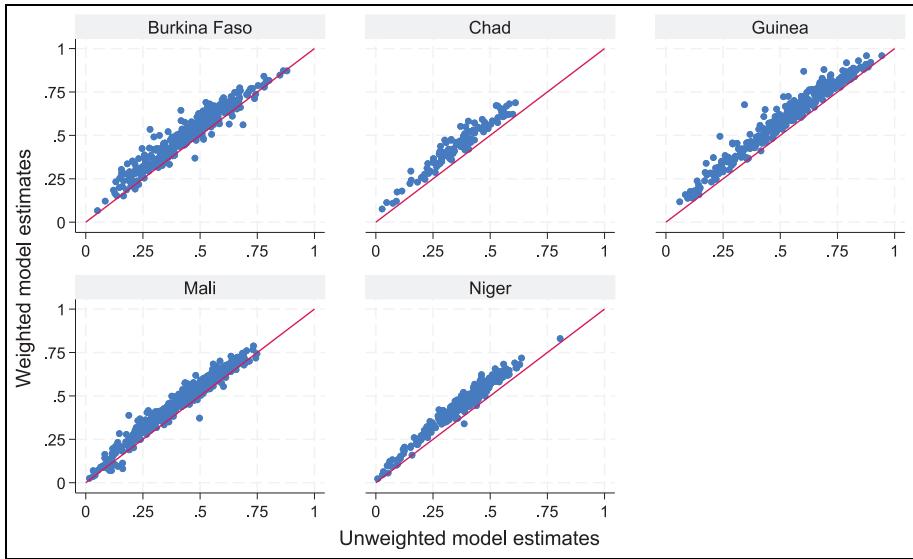 Burkina Faso
Chad
Guinea
1
.75
.5
.25
0
0 .25 .5 .75 1
0 .25 .5 .75 1
0 .25 .5 .75 1
Mali
Niger
1
.75
.5
.25
0
0 .25 .5 .75 1
0 .25 .5 .75 1
Weighted model estimates
Unweighted model estimates